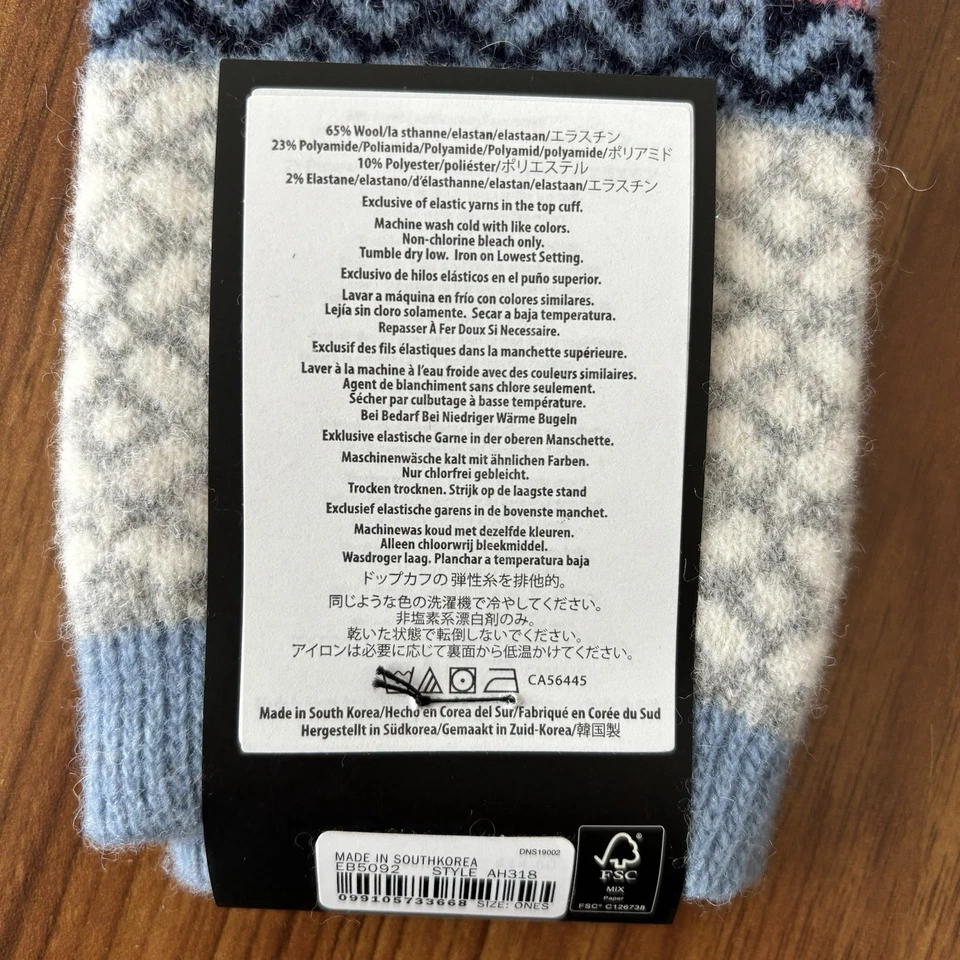 65% Wool/la sthanne/elastan/elastaan/エラスチン
23% Polyamide/Poliamida/Polyamide/Polyamid/polyamide/ポリアミド
10% Polyester/poliéster/ポリエステル
2% Elastane/elastano/d'élasthanne/elastan/elastaan/エラスチン
Exclusive of elastic yarns in the top cuff.
Machine wash cold with like colors.
Non-chlorine bleach only.
Tumble dry low. Iron on Lowest Setting.
Exclusivo de hilos elásticos en el puño superior.
Lavar a máquina en frío con colores similares.
Lejía sin cloro solamente. Secar a baja temperatura.
Repasser À Fer Doux Si Necessaire.
Exclusif des fils élastiques dans la manchette supérieure.
Laver à la machine à l'eau froide avec des couleurs similaires.
Agent de blanchiment sans chlore seulement.
Sécher par culbutage à basse température.
Bei Bedarf Bei Niedriger Wärme Bugeln
Exklusive elastische Garne in der oberen Manschette.
Maschinenwäsche kalt mit ähnlichen Farben.
Nur chlorfrei gebleicht.
Trocken trocknen. Strijk op de laagste stand
Exclusief elastische garens in de bovenste manchet.
Machinewas koud met dezelfde kleuren.
Alleen chloorwrij bleekmiddel.
Wasdroger laag. Planchar a temperatura baja
ドップカフの 弾性糸を排他的。
同じような色の洗濯機で冷やしてください。
非塩素系漂白剤のみ。
乾いた状態で転倒しないでください。
アイロンは必要に応じて裏面から低温かけてください。
CA56445
Made in South Korea/Hecho en Corea del Sur/Fabriqué en Corée du Sud
Hergestellt in Südkorea/Gemaakt in Zuid-Korea/韓国製
DNS19002
MADE IN SOUTHKOREA
EB5092 STYLE AH318
099105733668 SIZE: ONES
FSC
MIX
Paper
FSC® C126738